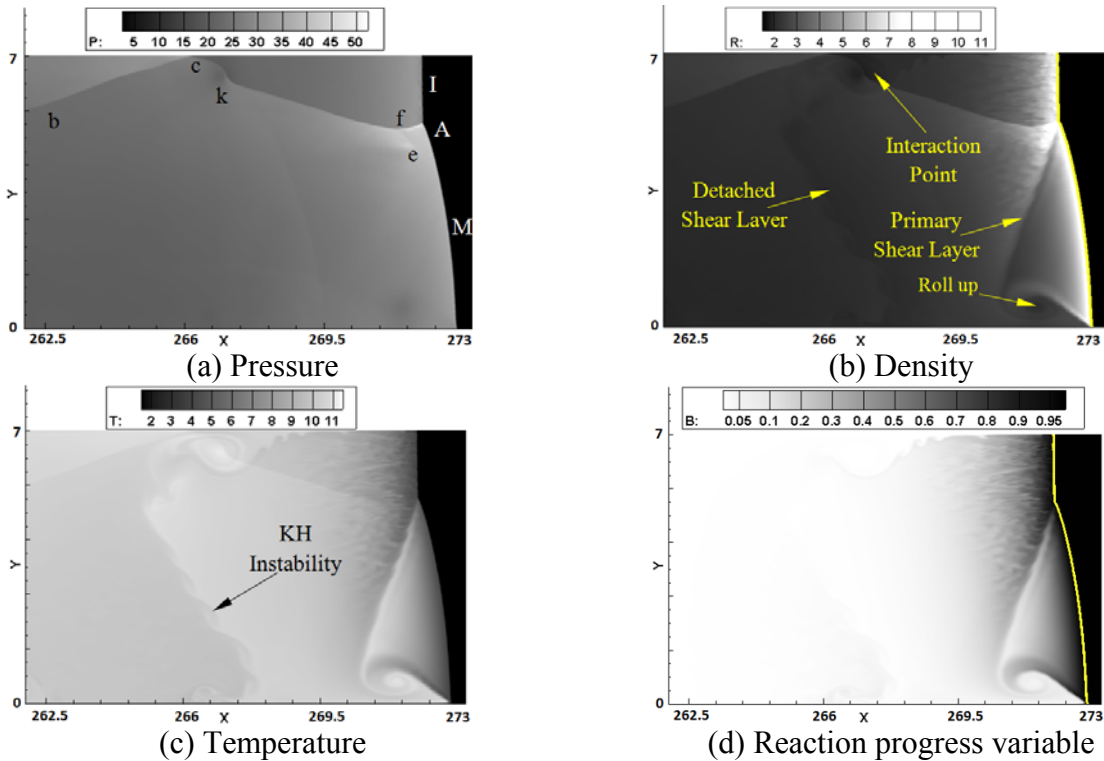 P: 5 10 15 20 25 30 35 45 50
7
c
I
k
b
f
A
e
Y
M
0
262.5 266 X 269.5 273
(a) Pressure
R: 2 3 4 5 6 7 8 9 10 11
7
Interaction
Point
Y
Detached
Shear Laver
Primary
Shear Layer
Roll up
0
262.5 266 X 269.5 273
(b) Density
T: 2 3 4 5 6 7 8 9 10 11
7
KH
Instability
Y
0
262.5 266 X 269.5 273
(c) Temperature
B: 0.05 0.1 0.2 0.3 0.4 0.5 0.6 0.7 0.8 0.9 0.95
7
Y
0
262.5 266 X 269.5 273
(d) Reaction progress variable